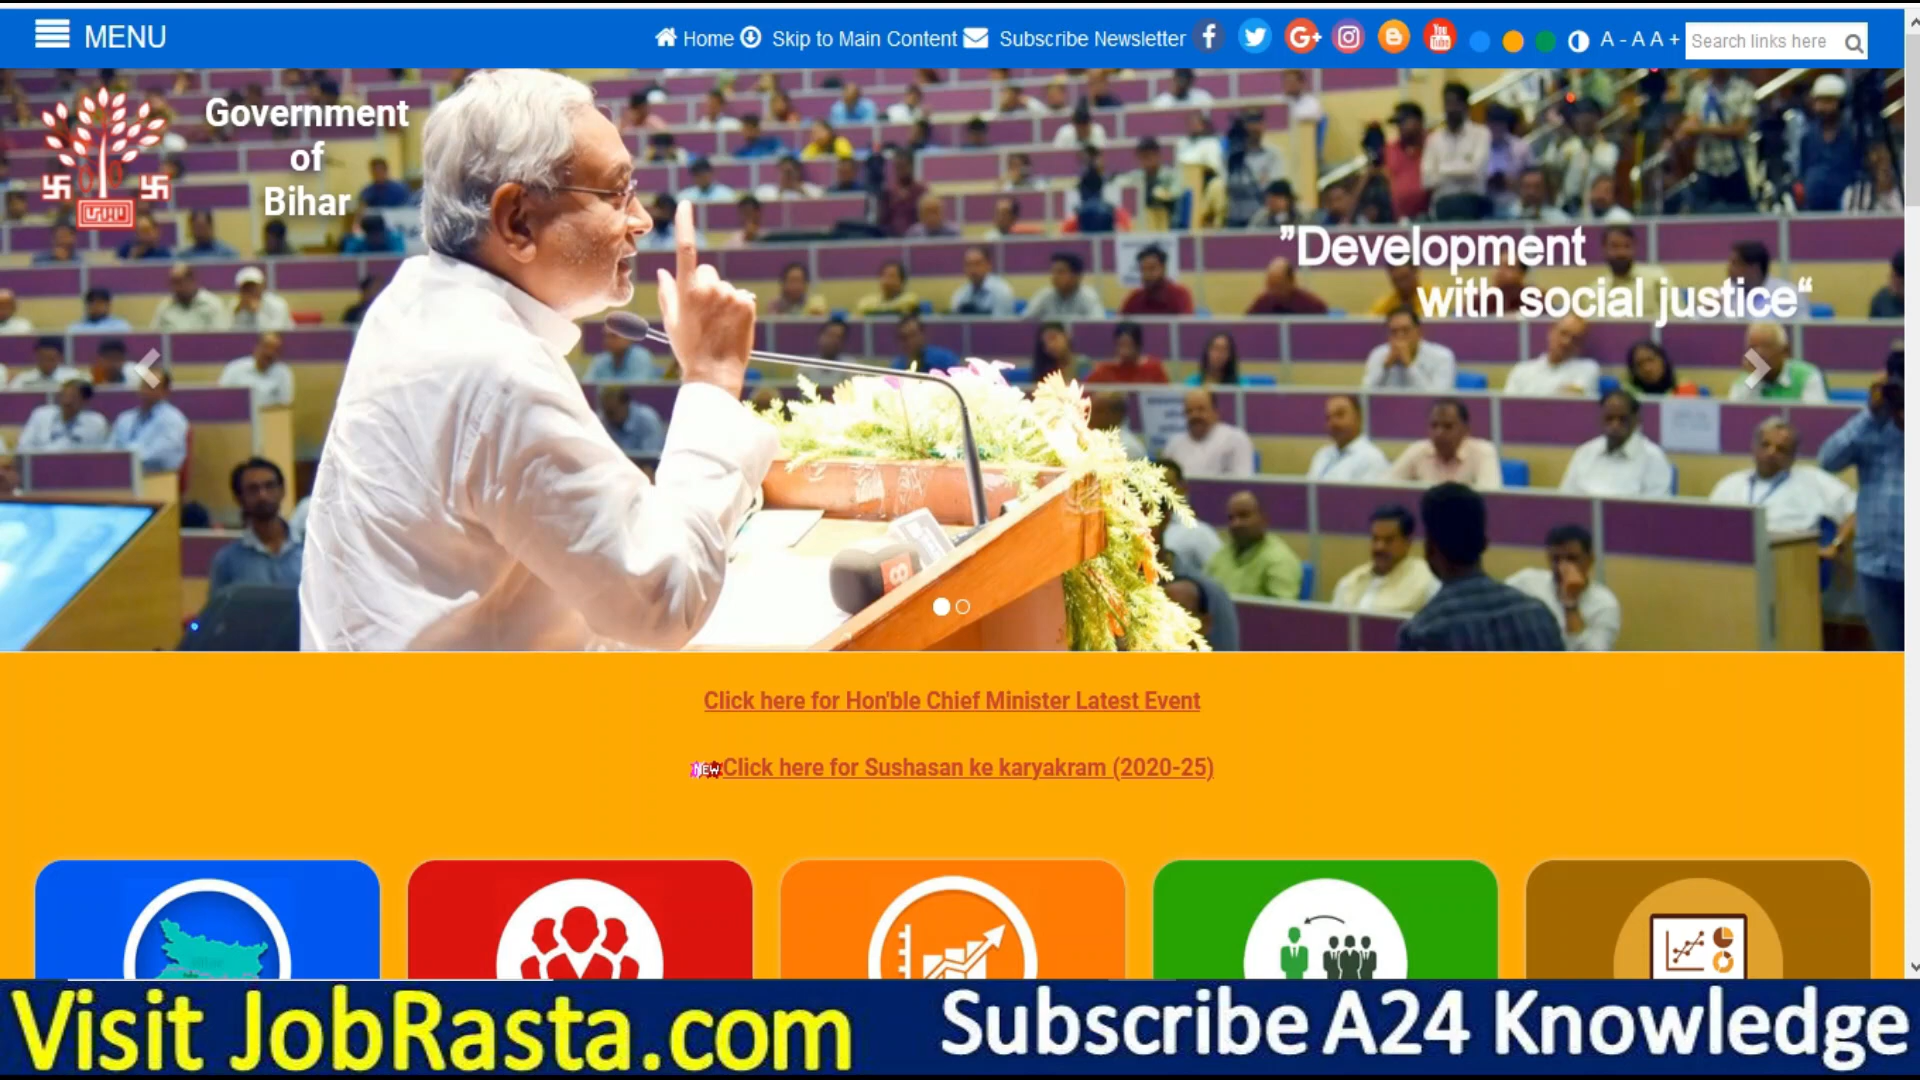 MENU
Home Skip to Main Content Subscribe Newsletter A - A A + Search links here
Government
of
Bihar
"Development
with social justice"
Click here for Hon'ble Chief Minister Latest Event
NEW Click here for Sushasan ke karyakram (2020-25)
Visit JobRasta.com Subscribe A24 Knowledge